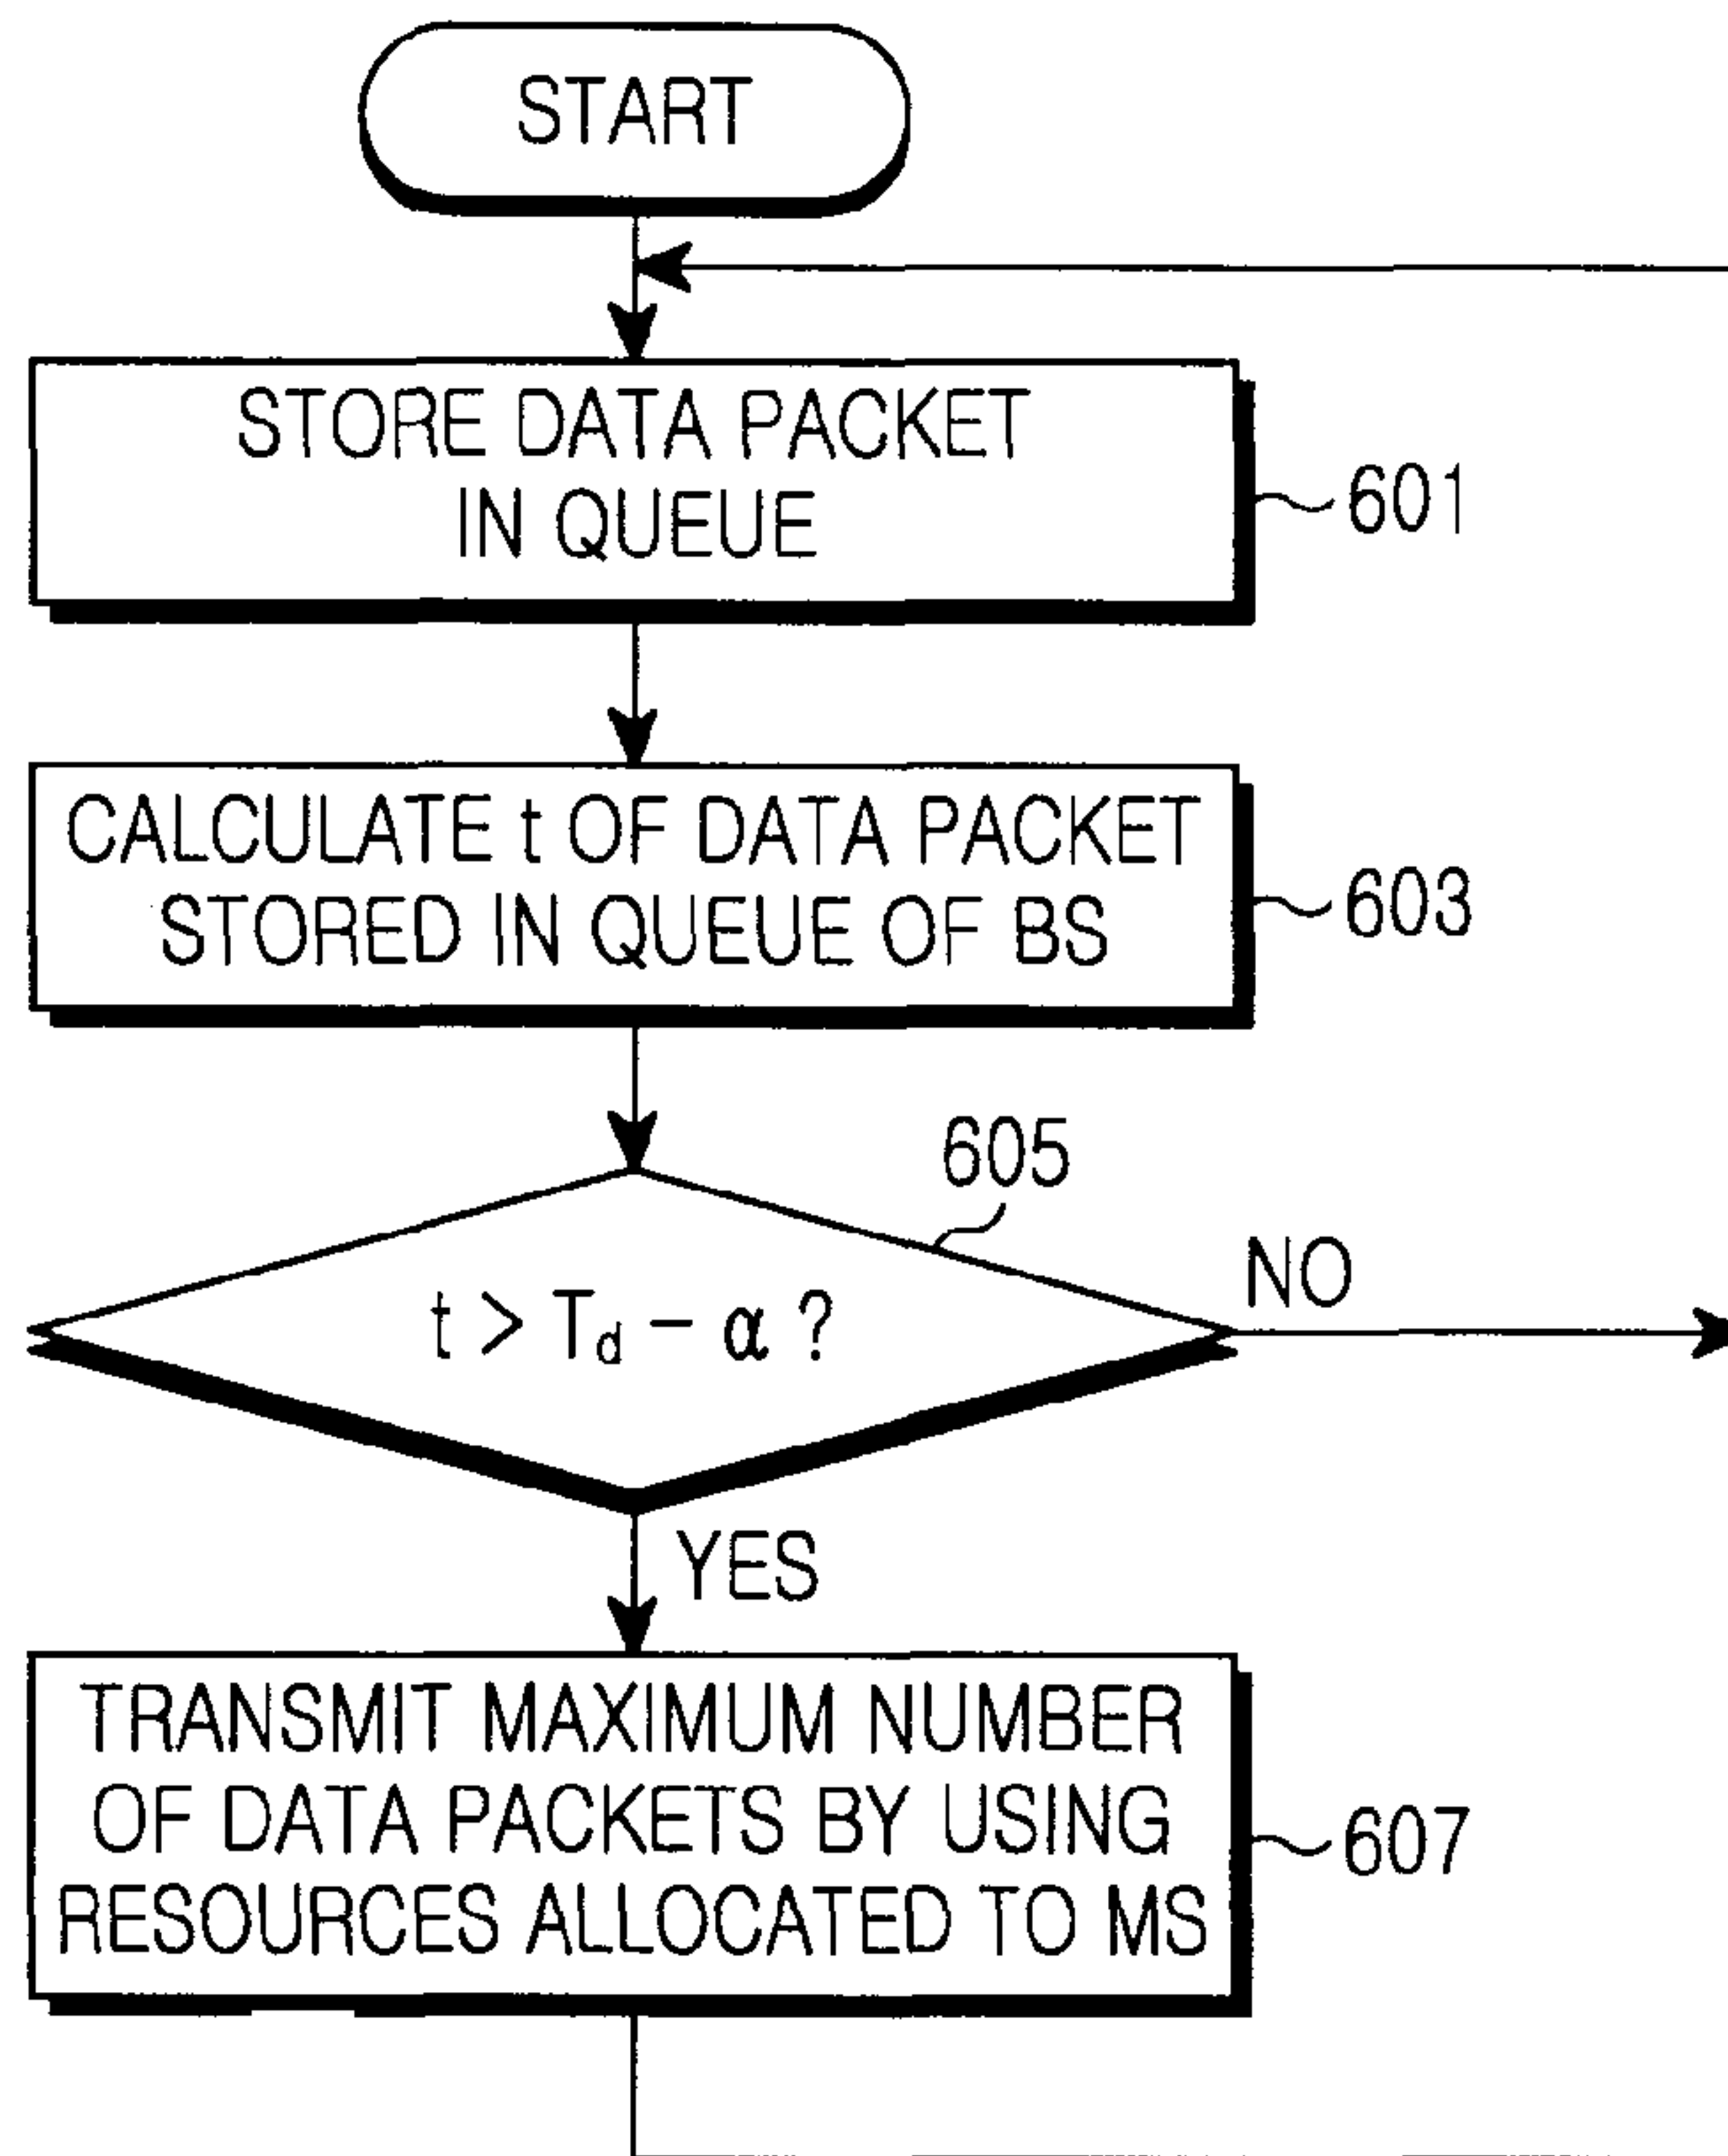 START
STORE DATA PACKET
IN QUEUE
601
CALCULATE t OF DATA PACKET
STORED IN QUEUE OF BS
603
605
t > Td - α ?
NO
YES
TRANSMIT MAXIMUM NUMBER
OF DATA PACKETS BY USING
RESOURCES ALLOCATED TO MS
607